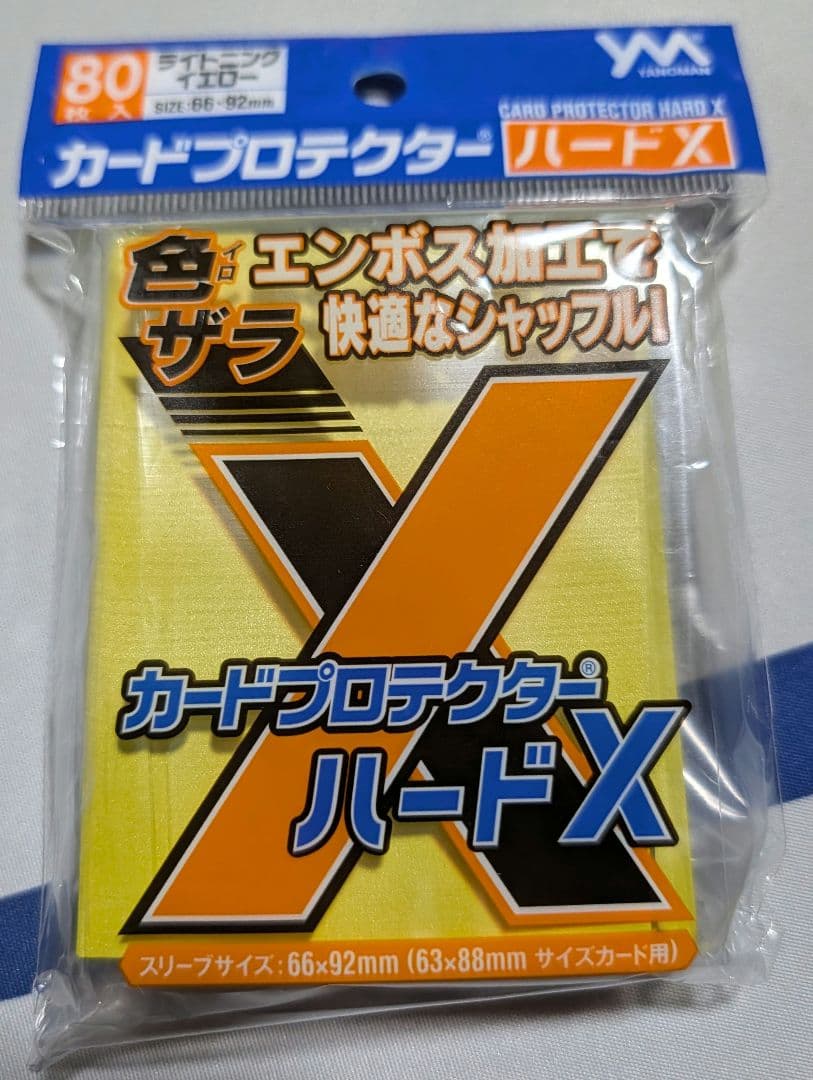 80
枚入
ライトニング
イエロー
SIZE:66×92mm
YM®
YANOMAN
カードプロテクター®
CARD PROTECTOR HARD X
ハードX
色イロ
ザラ
エンボス加工で
快適なシャッフル!
カードプロテクター®
ハードX
スリーブサイズ:66×92mm (63×88mm サイズカード用)